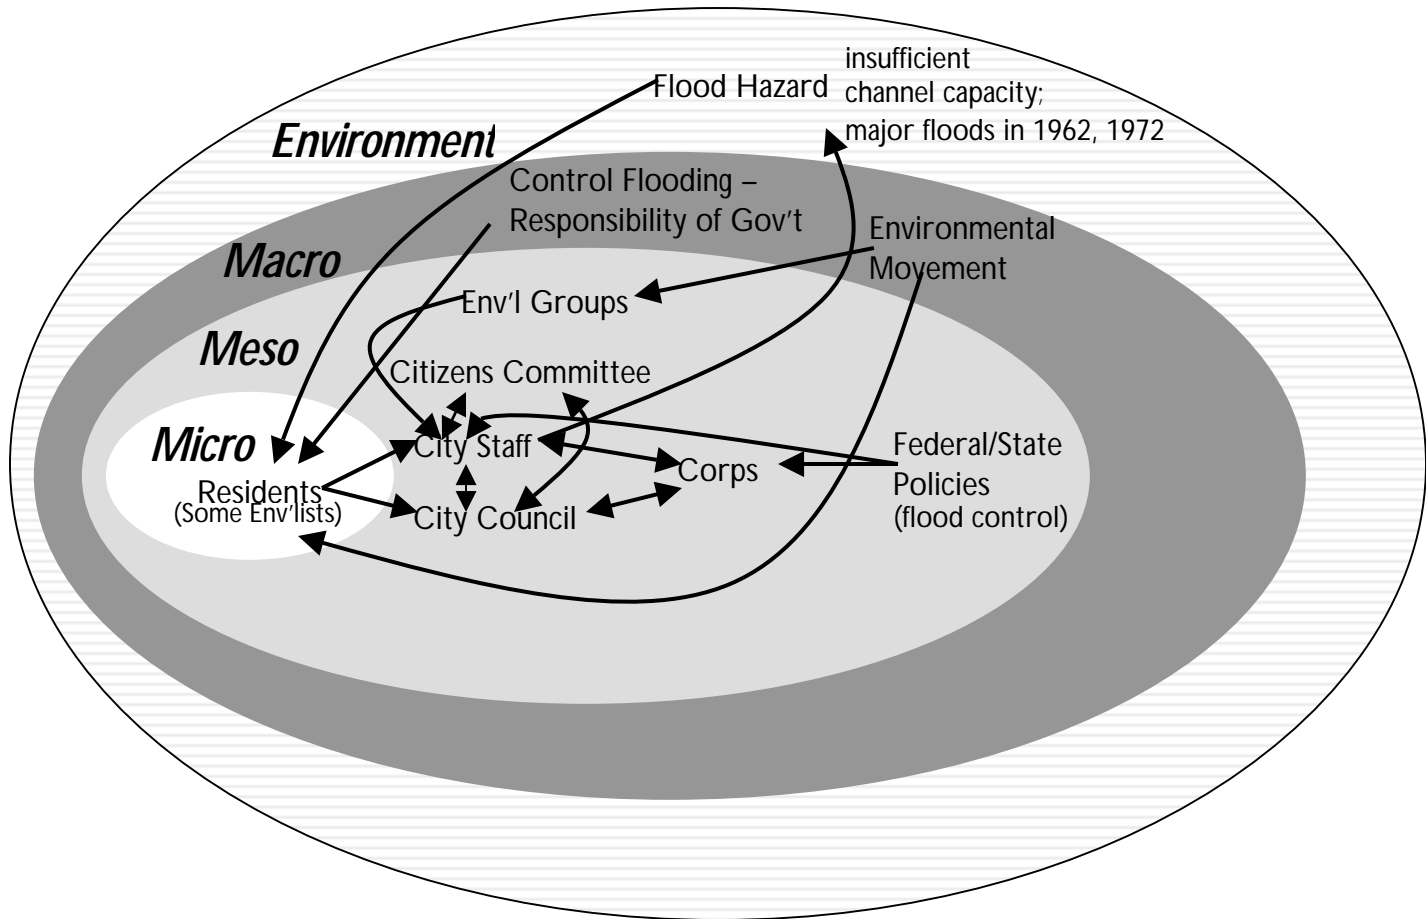 insufficient
Flood Hazard
channel capacity;
major floods in 1962, 1972
Environment
Control Flooding –
Responsibility of Gov't
Environmental
Movement
Macro
Env'l Groups
Meso
Citizens Committee
Micro
City Staff
Federal/State
Policies
(flood control)
Corps
Residents
(Some Env'lists)
City Council